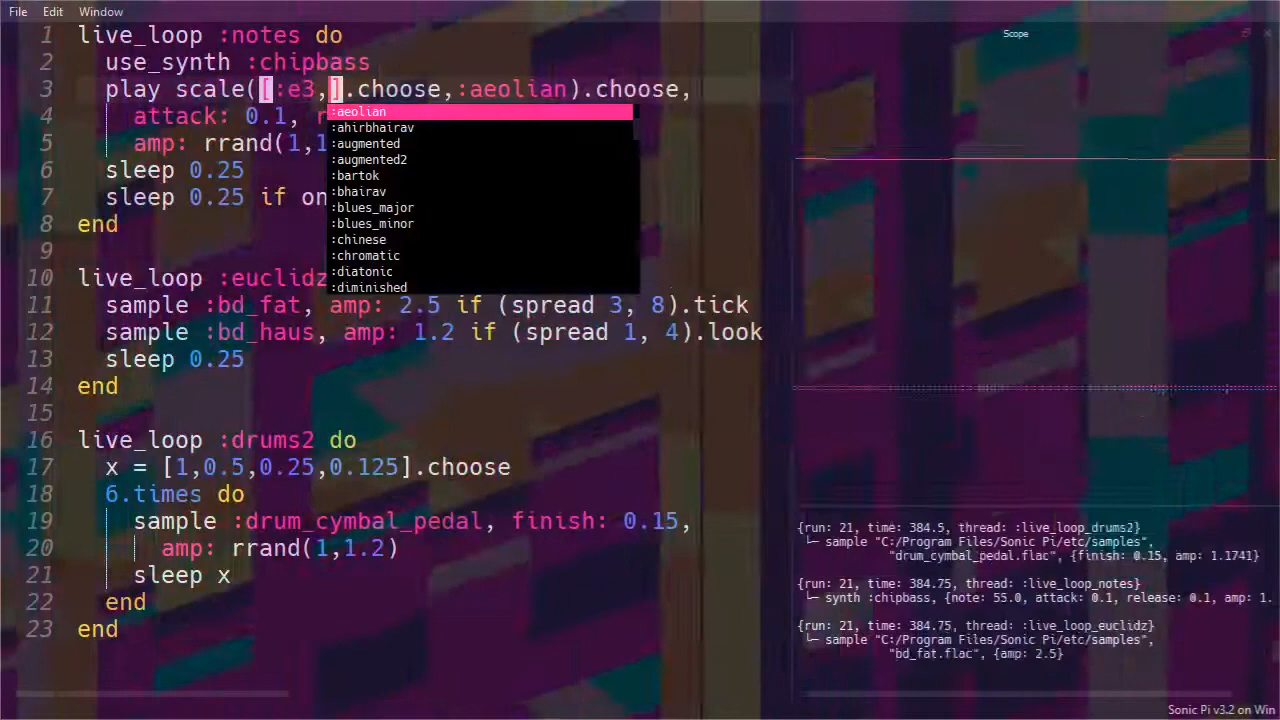 File Edit Window
1 live_loop :notes do
2 use_synth :chipbass
3 play scale([:e3,].choose,:aeolian).choose,
4 attack: 0.1, r
5 amp: rrand(1,1
6 sleep 0.25
7 sleep 0.25 if on
8 end
9
10 live_loop :euclidz
11 sample :bd_fat, amp: 2.5 if (spread 3, 8).tick
12 sample :bd_haus, amp: 1.2 if (spread 1, 4).look
13 sleep 0.25
14 end
15
16 live_loop :drums2 do
17 x = [1,0.5,0.25,0.125].choose
18 6.times do
19 sample :drum_cymbal_pedal, finish: 0.15,
20 amp: rrand(1,1.2)
21 sleep x
22 end
23 end
:aeolian
:ahirbhairav
:augmented
:augmented2
:bartok
:bhairav
:blues_major
:blues_minor
:chinese
:chromatic
:diatonic
:diminished
Scope
{run: 21, time: 384.5, thread: :live_loop_drums2}
└─ sample "C:/Program Files/Sonic Pi/etc/samples",
"drum_cymbal_pedal.flac", {finish: 0.15, amp: 1.1741}
{run: 21, time: 384.75, thread: :live_loop_notes}
└─ synth :chipbass, {note: 55.0, attack: 0.1, release: 0.1, amp: 1.
{run: 21, time: 384.75, thread: :live_loop_euclidz}
└─ sample "C:/Program Files/Sonic Pi/etc/samples",
"bd_fat.flac", {amp: 2.5}
Sonic Pi v3.2 on Win